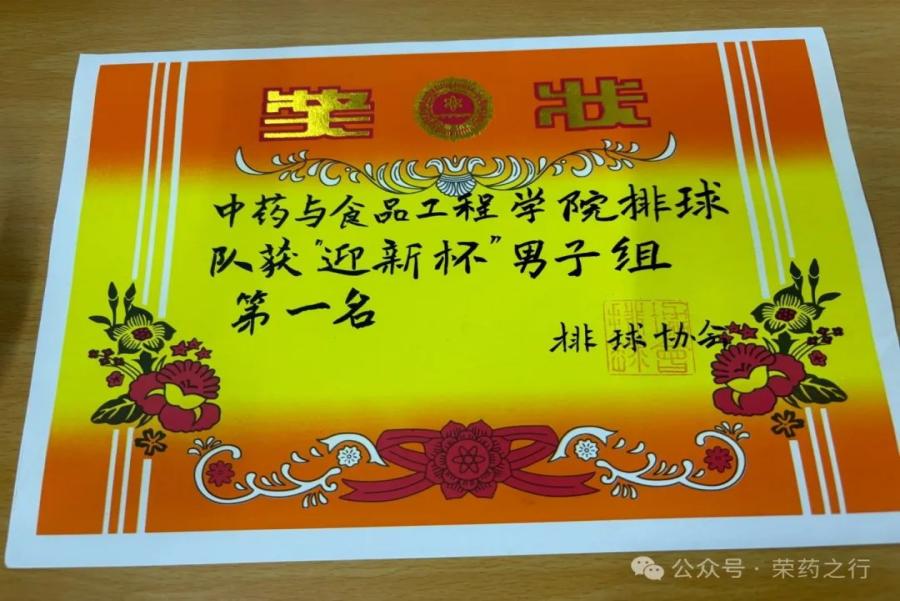 奖状
中药与食品工程学院排球
队获"迎新杯"男子组
第一名
排球协会
公众号·荣药之行